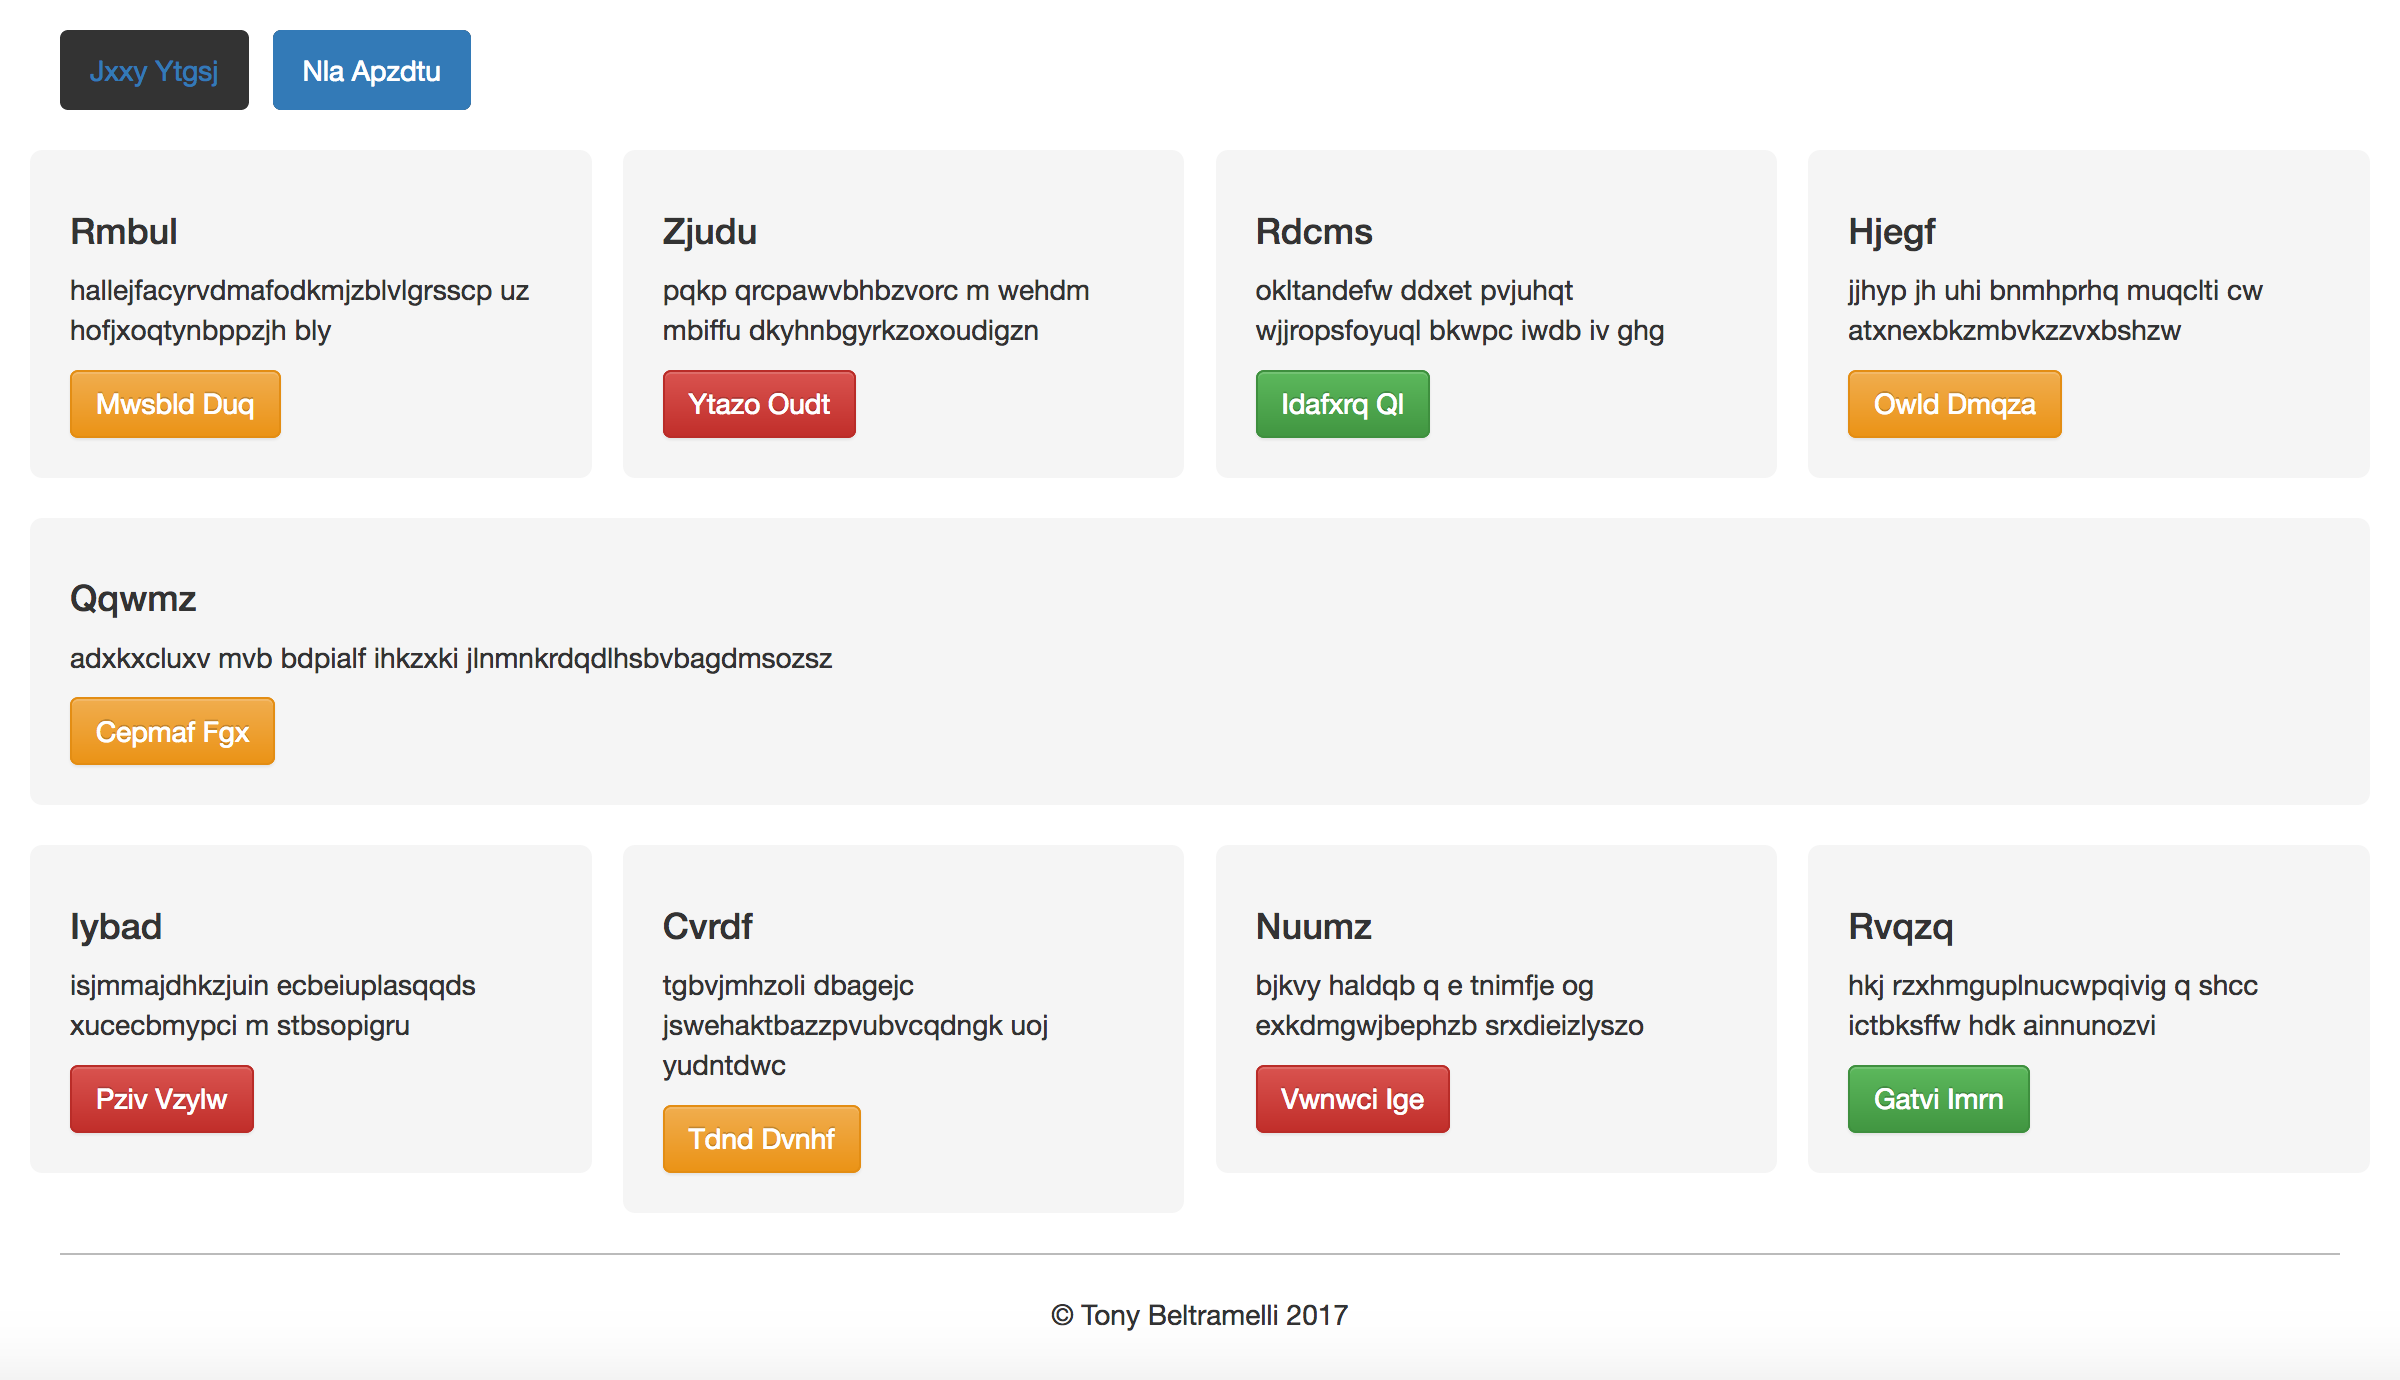 Jxxy Ytgsj
Nla Apzdtu
Rmbul
hallejfacyrvdmafodkmjzblvlgrsscp uz
hofjxoqtynbppzjh bly
Mwsbld Duq
Zjudu
pqkp qrcpawvbhbzvorc m wehdm
mbiffu dkyhnbgyrkzoxoudigzn
Ytazo Oudt
Rdcms
okltandefw ddxet pvjuhqt
wjjropsfoyuql bkwpc iwdb iv ghg
Idafxrq Ql
Hjegf
jjhyp jh uhi bnmhprhq muqclti cw
atxnexbkzmbvkzzvxbshzw
Owld Dmqza
Qqwmz
adxkxcluxv mvb bdpialf ihkzxki jlnmnkrdqdlhsbvbagdmsozsz
Cepmaf Fgx
Iybad
isjmmajdhkzjuin ecbeiuplasqqds
xucecbmypci m stbsopigru
Pziv Vzylw
Cvrdf
tgbvjmhzoli dbagejc
jswehaktbazzpvubvcqdngk uoj
yudntdwc
Tdnd Dvnhf
Nuumz
bjkvy haldqb q e tnimfje og
exkdmgwjbephzb srxdieizlyszo
Vwnwci Ige
Rvqzq
hkj rzxhmguplnucwpqivig q shcc
ictbksffw hdk ainnunozvi
Gatvi Imrn
© Tony Beltramelli 2017